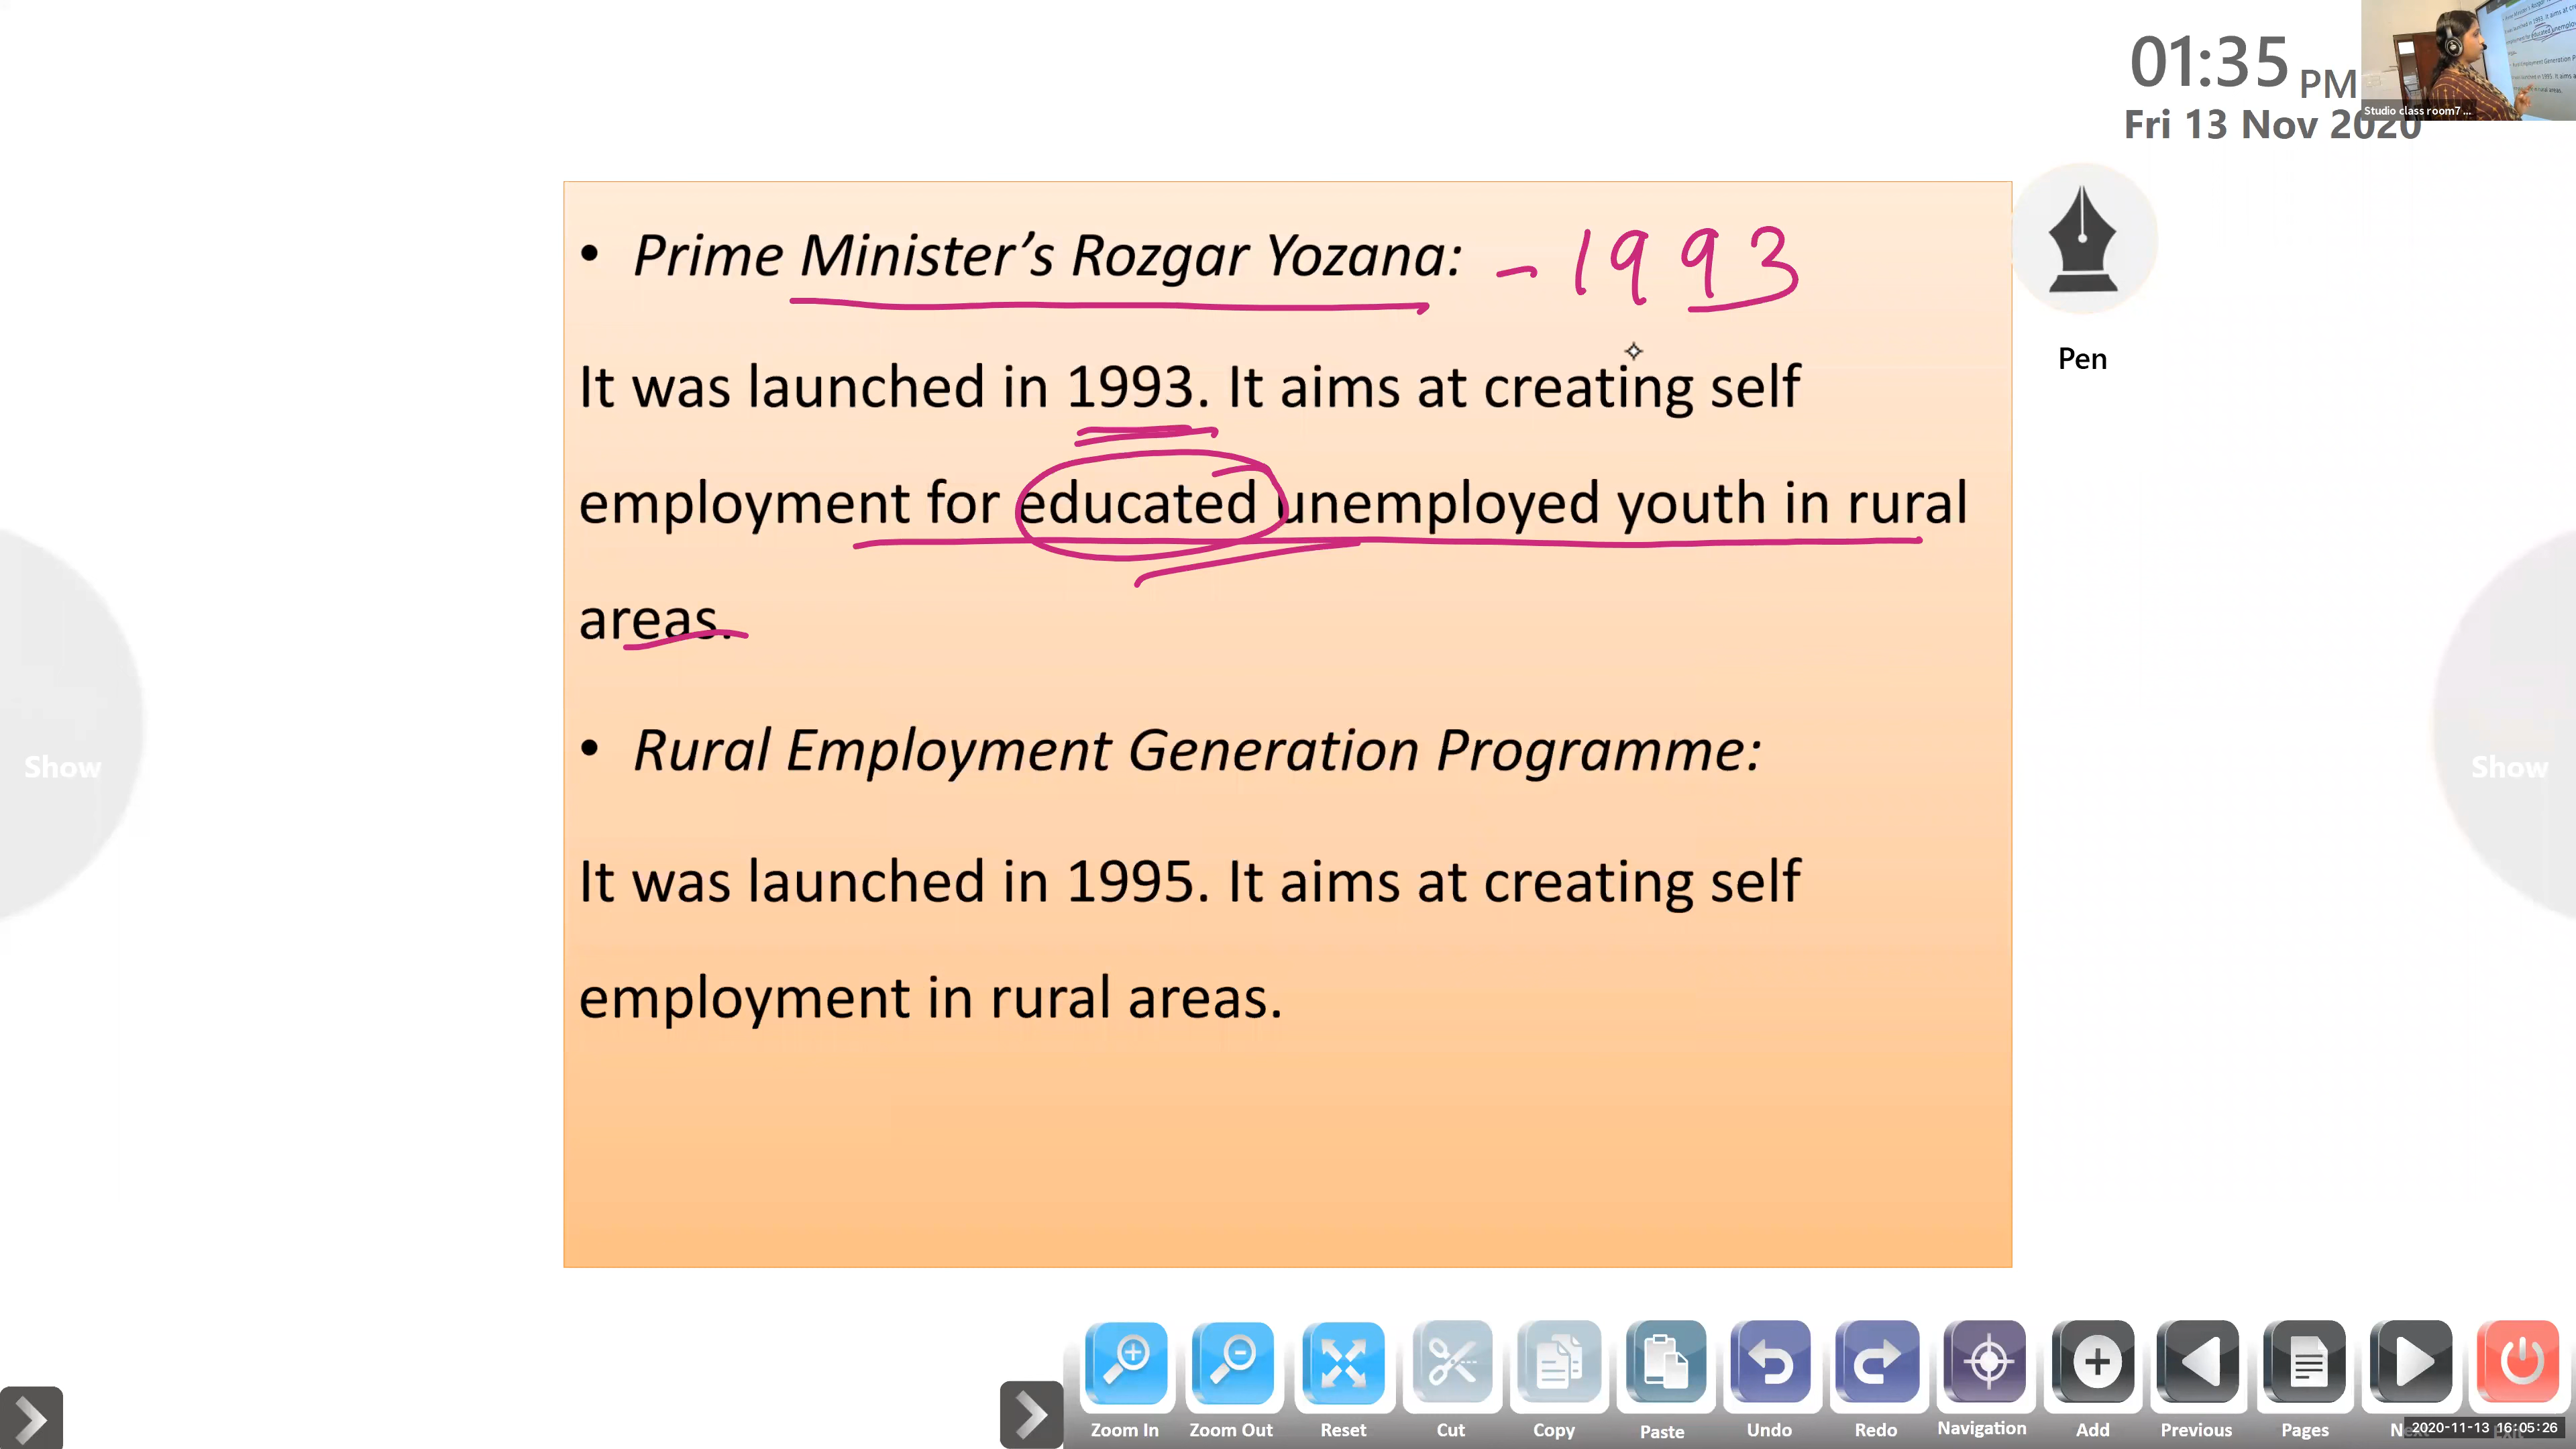 01:35 PM
Fri 13 Nov 2020
Studio class room7 ...
• Prime Minister’s Rozgar Yozana: - 1993
Pen
It was launched in 1993. It aims at creating self
employment for educated unemployed youth in rural
areas.
• Rural Employment Generation Programme:
Show
Show
It was launched in 1995. It aims at creating self
employment in rural areas.
Zoom In Zoom Out Reset Cut Copy Paste Undo Redo Navigation Add Previous Pages
2020-11-13 16:05:26